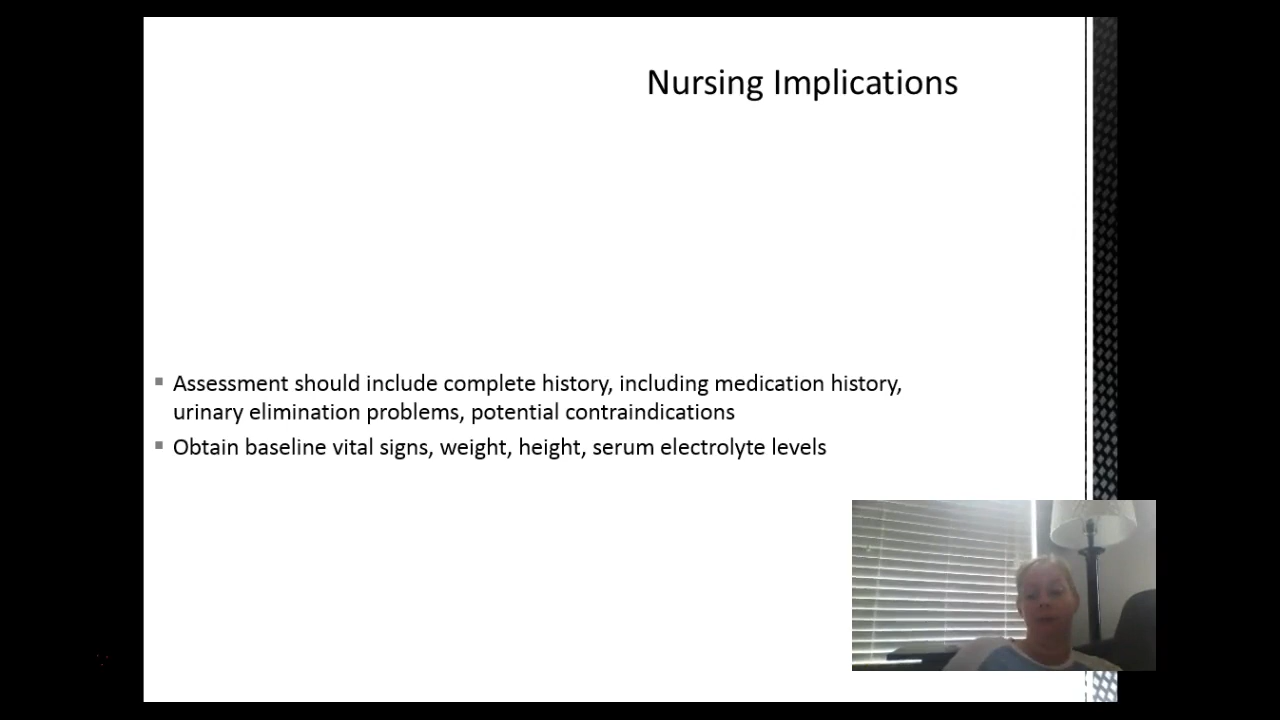 Nursing Implications
Assessment should include complete history, including medication history,
urinary elimination problems, potential contraindications
Obtain baseline vital signs, weight, height, serum electrolyte levels